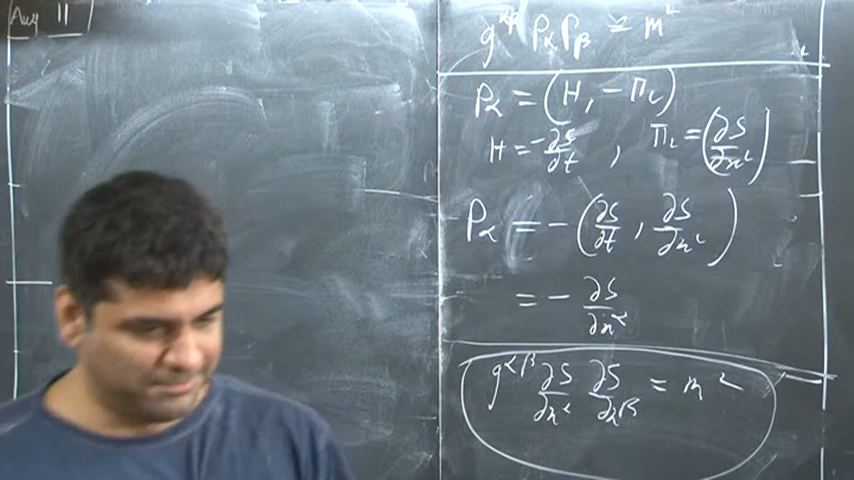 Aug 11
g^{αβ} P_α P_β = m²
P_α = (H, -Π_i)
H = -∂S/∂t , Π_i = (∂S/∂x^i)
P_α = -(∂S/∂t, ∂S/∂x^i)
= - ∂S/∂x^α
g^{αβ} ∂S/∂x^α ∂S/∂x^β = m²